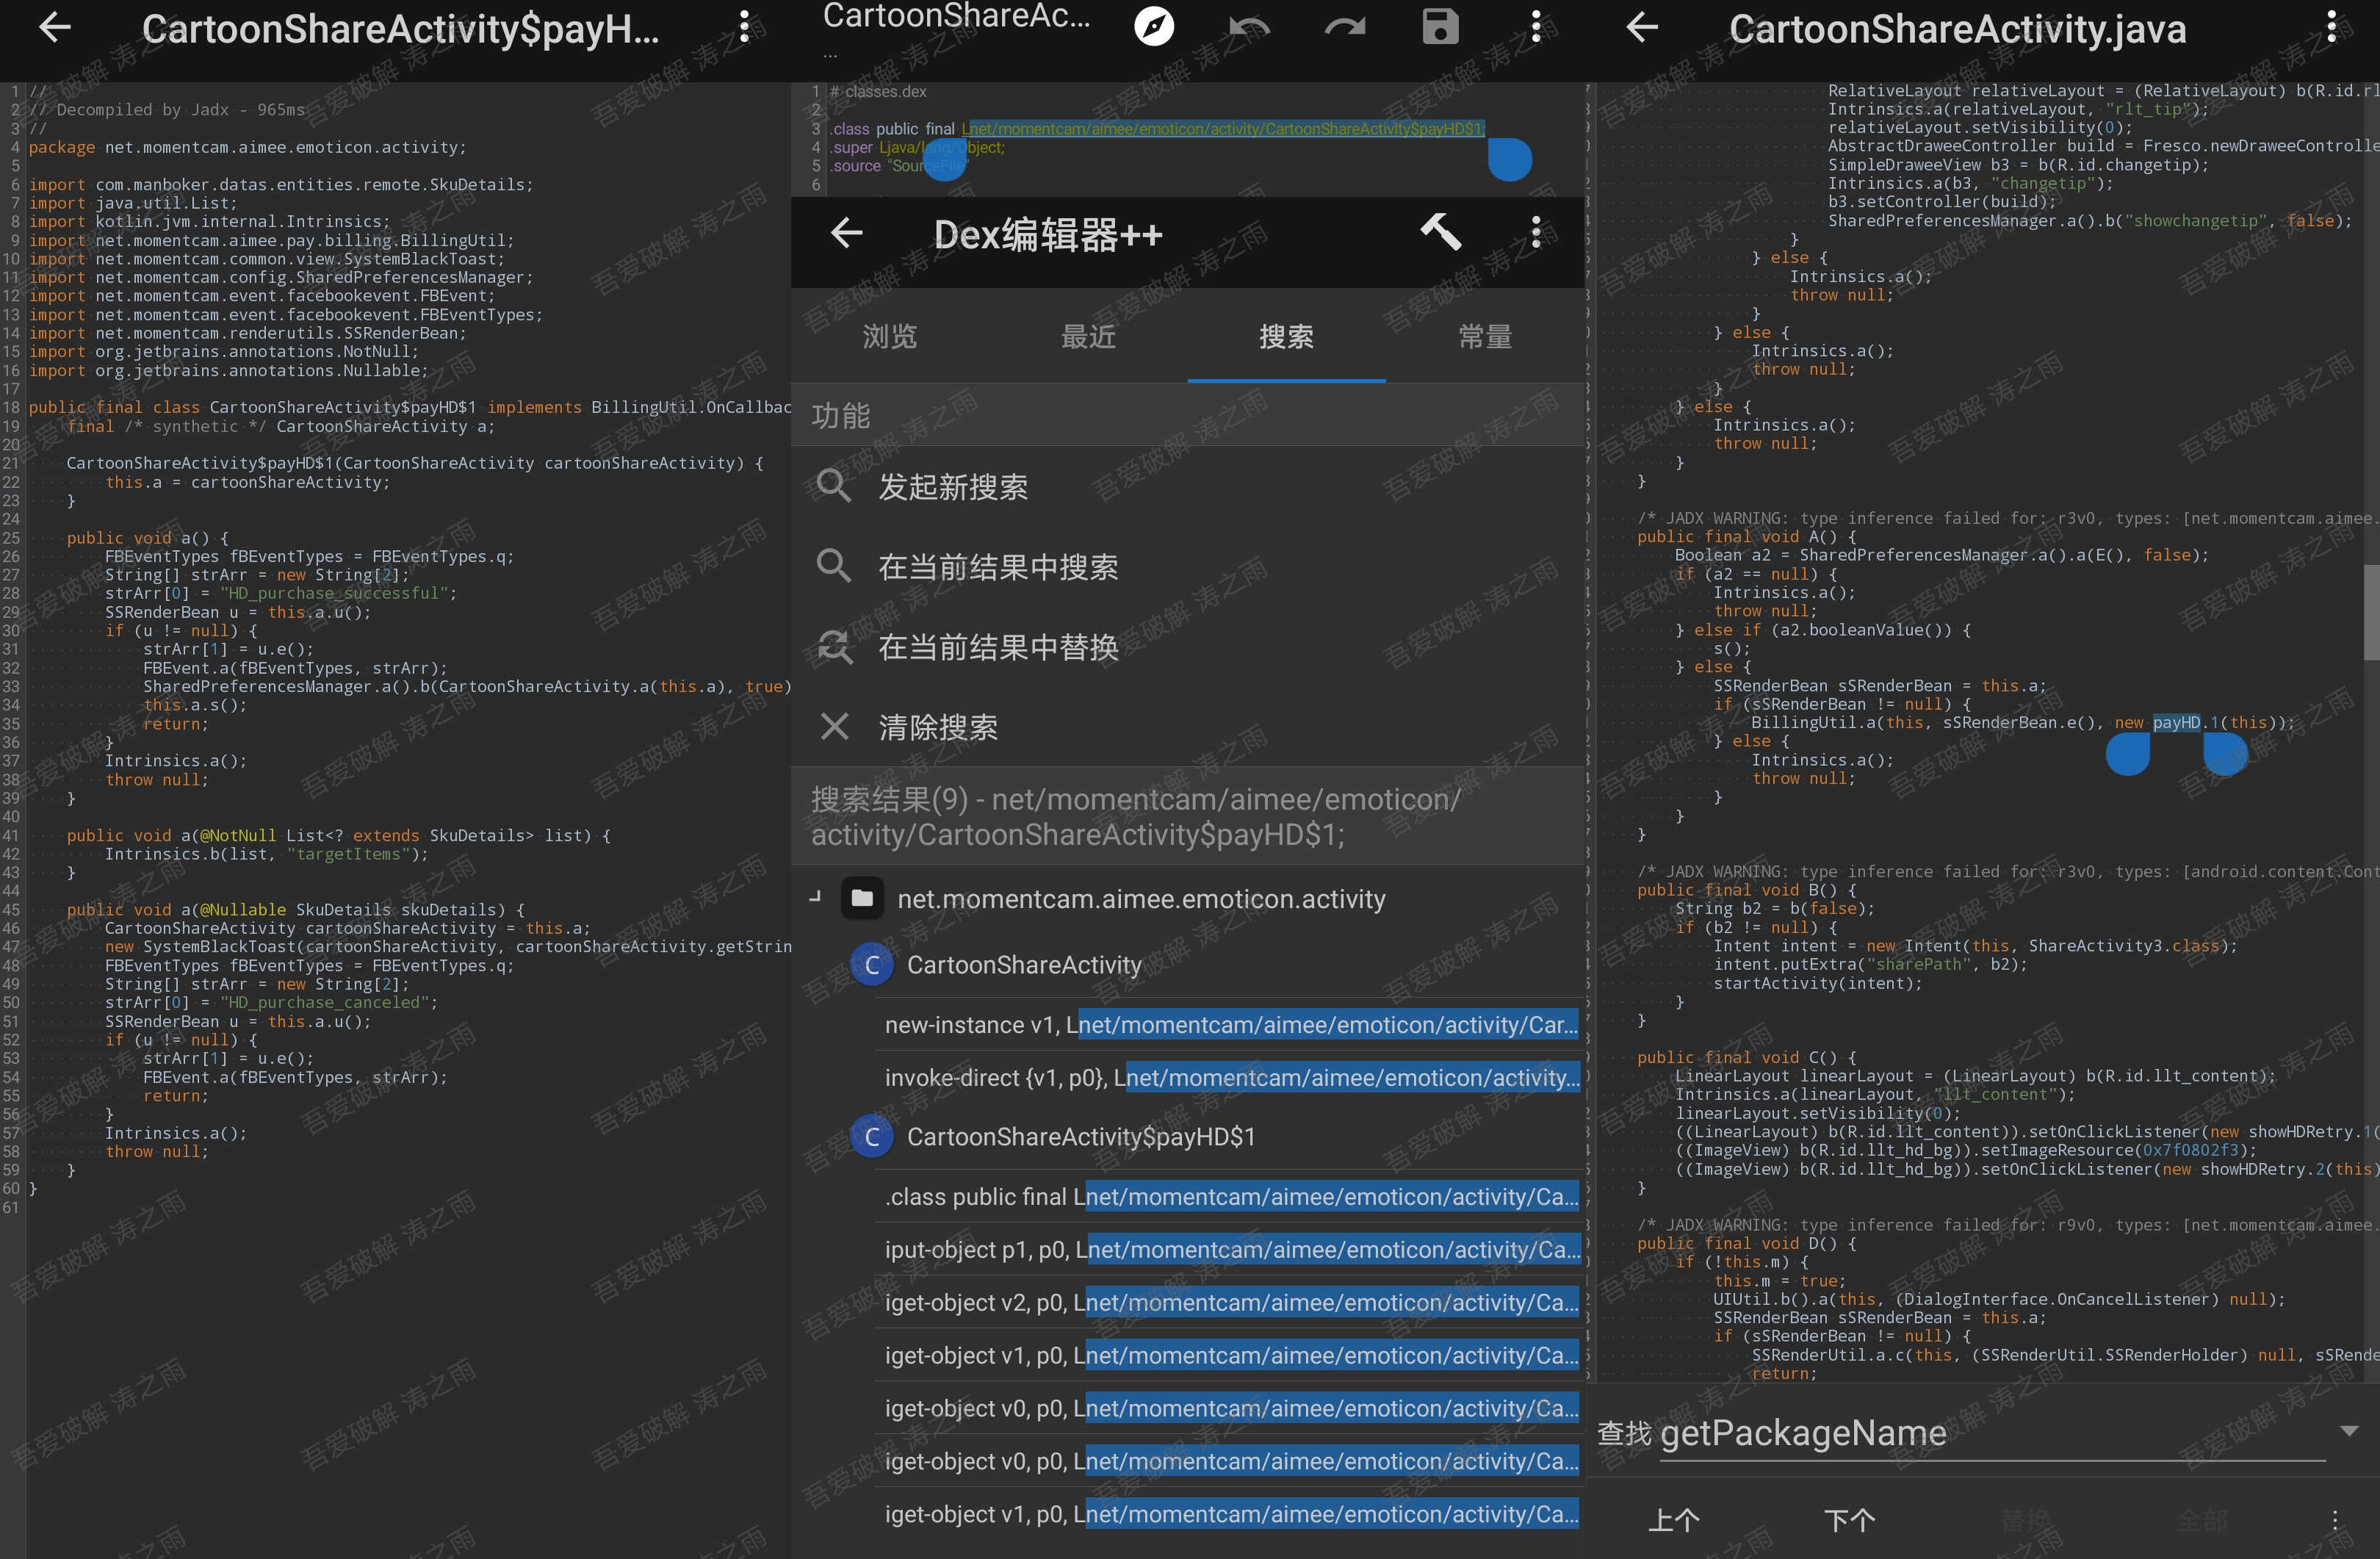 CartoonShareActivity$payH...
1 //
2 // Decompiled by Jadx - 965ms
3 //
4 package net.momentcam.aimee.emoticon.activity;
5
6 import com.manboker.datas.entities.remote.SkuDetails;
7 import java.util.List;
8 import kotlin.jvm.internal.Intrinsics;
9 import net.momentcam.aimee.pay.billing.BillingUtil;
10 import net.momentcam.common.view.SystemBlackToast;
11 import net.momentcam.config.SharedPreferencesManager;
12 import net.momentcam.event.facebookevent.FBEvent;
13 import net.momentcam.event.facebookevent.FBEventTypes;
14 import net.momentcam.renderutils.SSRenderBean;
15 import org.jetbrains.annotations.NotNull;
16 import org.jetbrains.annotations.Nullable;
17
18 public final class CartoonShareActivity$payHD$1 implements BillingUtil.OnCallbac
19 final /* synthetic */ CartoonShareActivity a;
20
21 CartoonShareActivity$payHD$1(CartoonShareActivity cartoonShareActivity) {
22 this.a = cartoonShareActivity;
23 }
24
25 public void a() {
26 FBEventTypes fBEventTypes = FBEventTypes.q;
27 String[] strArr = new String[2];
28 strArr[0] = "HD_purchase_successful";
29 SSRenderBean u = this.a.u();
30 if (u != null) {
31 strArr[1] = u.e();
32 FBEvent.a(fBEventTypes, strArr);
33 SharedPreferencesManager.a().b(CartoonShareActivity.a(this.a), true)
34 this.a.s();
35 return;
36 }
37 Intrinsics.a();
38 throw null;
39 }
40
41 public void a(@NotNull List<? extends SkuDetails> list) {
42 Intrinsics.b(list, "targetItems");
43 }
44
45 public void a(@Nullable SkuDetails skuDetails) {
46 CartoonShareActivity cartoonShareActivity = this.a;
47 new SystemBlackToast(cartoonShareActivity, cartoonShareActivity.getStrin
48 FBEventTypes fBEventTypes = FBEventTypes.q;
49 String[] strArr = new String[2];
50 strArr[0] = "HD_purchase_canceled";
51 SSRenderBean u = this.a.u();
52 if (u != null) {
53 strArr[1] = u.e();
54 FBEvent.a(fBEventTypes, strArr);
55 return;
56 }
57 Intrinsics.a();
58 throw null;
59 }
60 }
61
CartoonShareAc...
...
1 # classes.dex
2
3 .class public final Lnet/momentcam/aimee/emoticon/activity/CartoonShareActivity$payHD$1;
4 .super Ljava/lang/Object;
5 .source "SourceFile"
6
Dex编辑器++
浏览 最近 搜索 常量
功能
发起新搜索
在当前结果中搜索
在当前结果中替换
清除搜索
搜索结果(9) - net/momentcam/aimee/emoticon/
activity/CartoonShareActivity$payHD$1;
net.momentcam.aimee.emoticon.activity
C CartoonShareActivity
new-instance v1, Lnet/momentcam/aimee/emoticon/activity/Car...
invoke-direct {v1, p0}, Lnet/momentcam/aimee/emoticon/activity...
C CartoonShareActivity$payHD$1
.class public final Lnet/momentcam/aimee/emoticon/activity/Ca...
iput-object p1, p0, Lnet/momentcam/aimee/emoticon/activity/Ca...
iget-object v2, p0, Lnet/momentcam/aimee/emoticon/activity/Ca...
iget-object v1, p0, Lnet/momentcam/aimee/emoticon/activity/Ca...
iget-object v0, p0, Lnet/momentcam/aimee/emoticon/activity/Ca...
iget-object v0, p0, Lnet/momentcam/aimee/emoticon/activity/Ca...
iget-object v1, p0, Lnet/momentcam/aimee/emoticon/activity/Ca...
CartoonShareActivity.java
RelativeLayout relativeLayout = (RelativeLayout) b(R.id.rl
Intrinsics.a(relativeLayout, "rlt_tip");
relativeLayout.setVisibility(0);
AbstractDraweeController build = Fresco.newDraweeControlle
SimpleDraweeView b3 = b(R.id.changetip);
Intrinsics.a(b3, "changetip");
b3.setController(build);
SharedPreferencesManager.a().b("showchangetip", false);
}
} else {
Intrinsics.a();
throw null;
}
} else {
Intrinsics.a();
throw null;
}
} else {
Intrinsics.a();
throw null;
}
}
/* JADX WARNING: type inference failed for: r3v0, types: [net.momentcam.aimee.
public final void A() {
Boolean a2 = SharedPreferencesManager.a().a(E(), false);
if (a2 == null) {
Intrinsics.a();
throw null;
} else if (a2.booleanValue()) {
s();
} else {
SSRenderBean sSRenderBean = this.a;
if (sSRenderBean != null) {
BillingUtil.a(this, sSRenderBean.e(), new payHD.1(this));
} else {
Intrinsics.a();
throw null;
}
}
}
/* JADX WARNING: type inference failed for: r3v0, types: [android.content.Cont
public final void B() {
String b2 = b(false);
if (b2 != null) {
Intent intent = new Intent(this, ShareActivity3.class);
intent.putExtra("sharePath", b2);
startActivity(intent);
}
}
public final void C() {
LinearLayout linearLayout = (LinearLayout) b(R.id.llt_content);
Intrinsics.a(linearLayout, "llt_content");
linearLayout.setVisibility(0);
((LinearLayout) b(R.id.llt_content)).setOnClickListener(new showHDRetry.1(
((ImageView) b(R.id.llt_hd_bg)).setImageResource(0x7f0802f3);
((ImageView) b(R.id.llt_hd_bg)).setOnClickListener(new showHDRetry.2(this)
}
/* JADX WARNING: type inference failed for: r9v0, types: [net.momentcam.aimee.
public final void D() {
if (!this.m) {
this.m = true;
UIUtil.b().a(this, (DialogInterface.OnCancelListener) null);
SSRenderBean sSRenderBean = this.a;
if (sSRenderBean != null) {
SSRenderUtil.a.c(this, (SSRenderUtil.SSRenderHolder) null, sSRende
return;
查找 getPackageName
上个 下个 替换 全部
吾爱破解 涛之雨